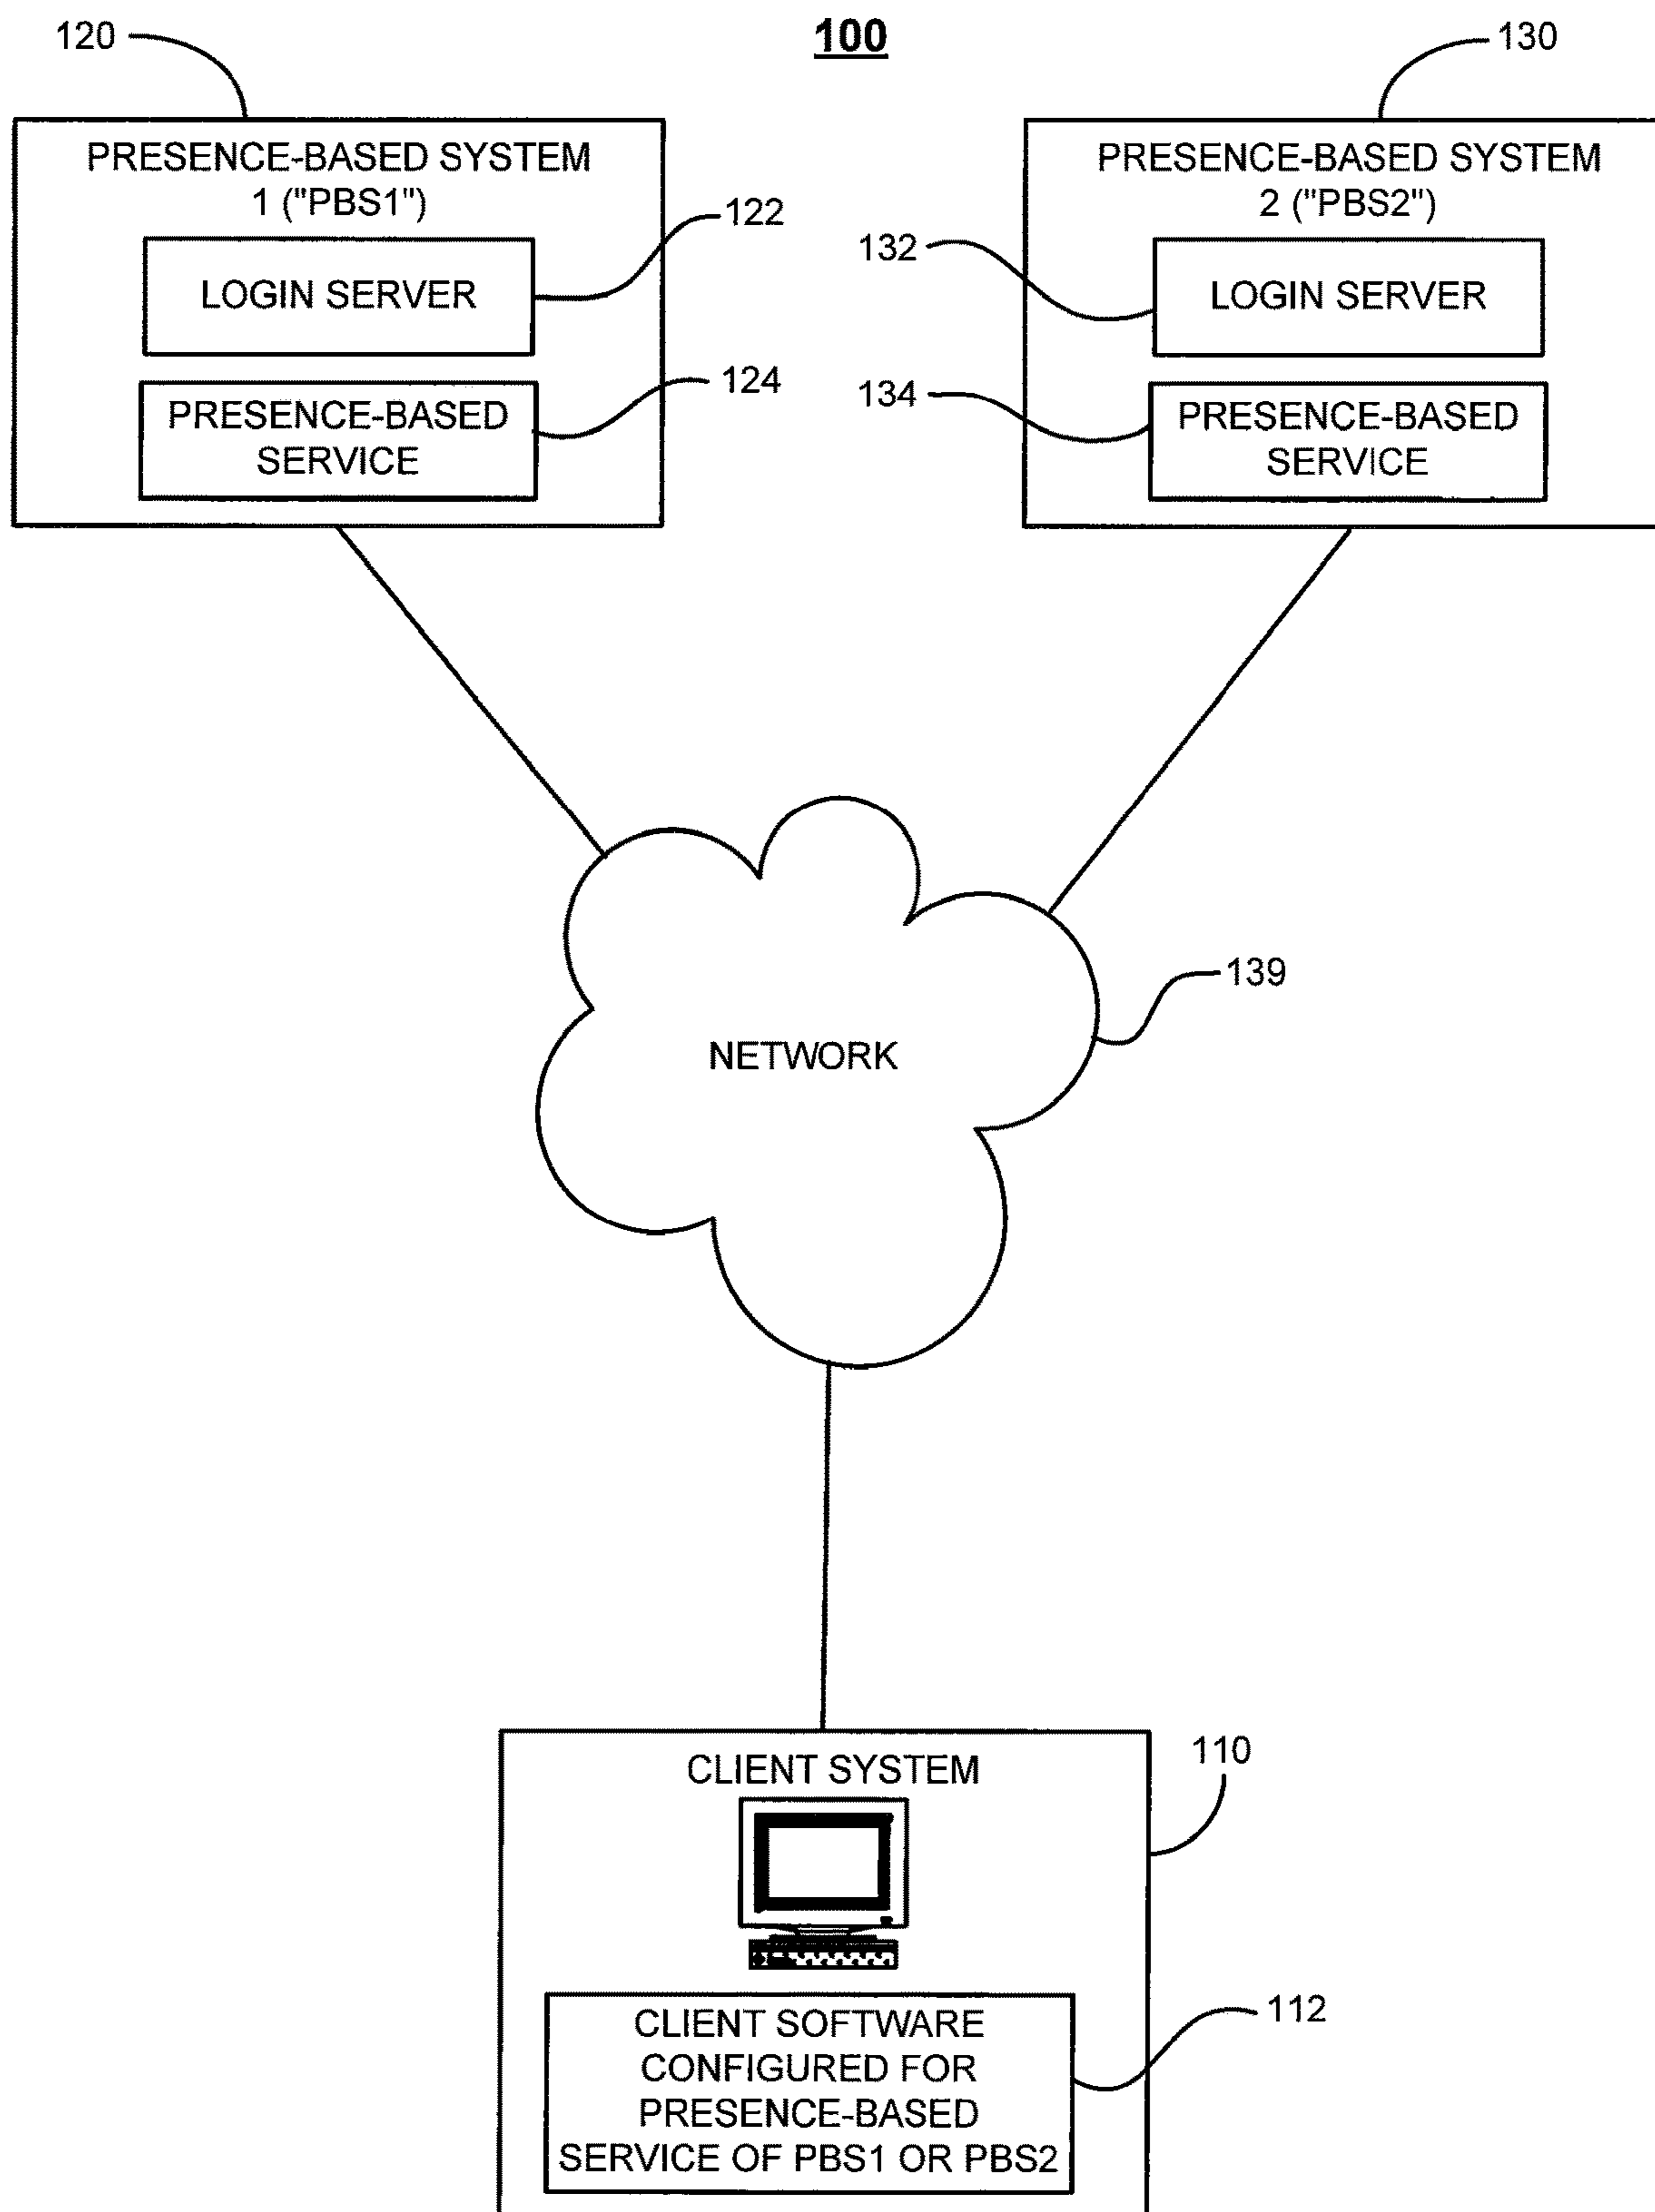 100
120
130
PRESENCE-BASED SYSTEM
1 ("PBS1")
122
LOGIN SERVER
124
PRESENCE-BASED
SERVICE
PRESENCE-BASED SYSTEM
2 ("PBS2")
132
LOGIN SERVER
134
PRESENCE-BASED
SERVICE
139
NETWORK
CLIENT SYSTEM
110
112
CLIENT SOFTWARE
CONFIGURED FOR
PRESENCE-BASED
SERVICE OF PBS1 OR PBS2